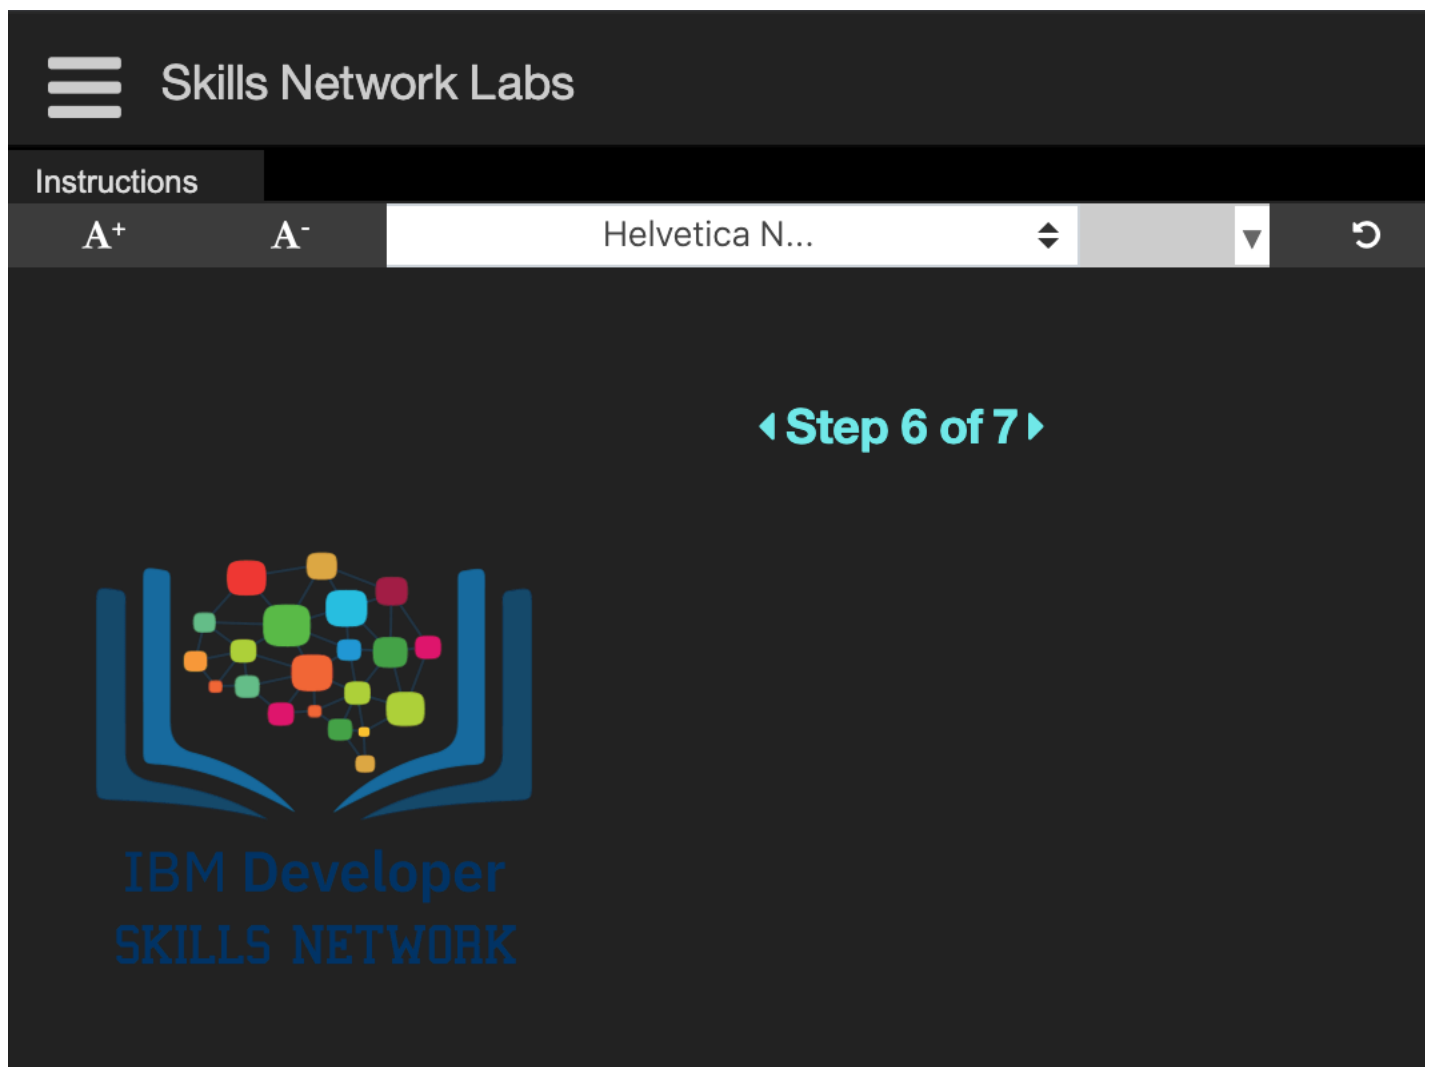 Skills Network Labs
Instructions
A+ A- Helvetica N...
Step 6 of 7
IBM Developer
SKILLS NETWORK